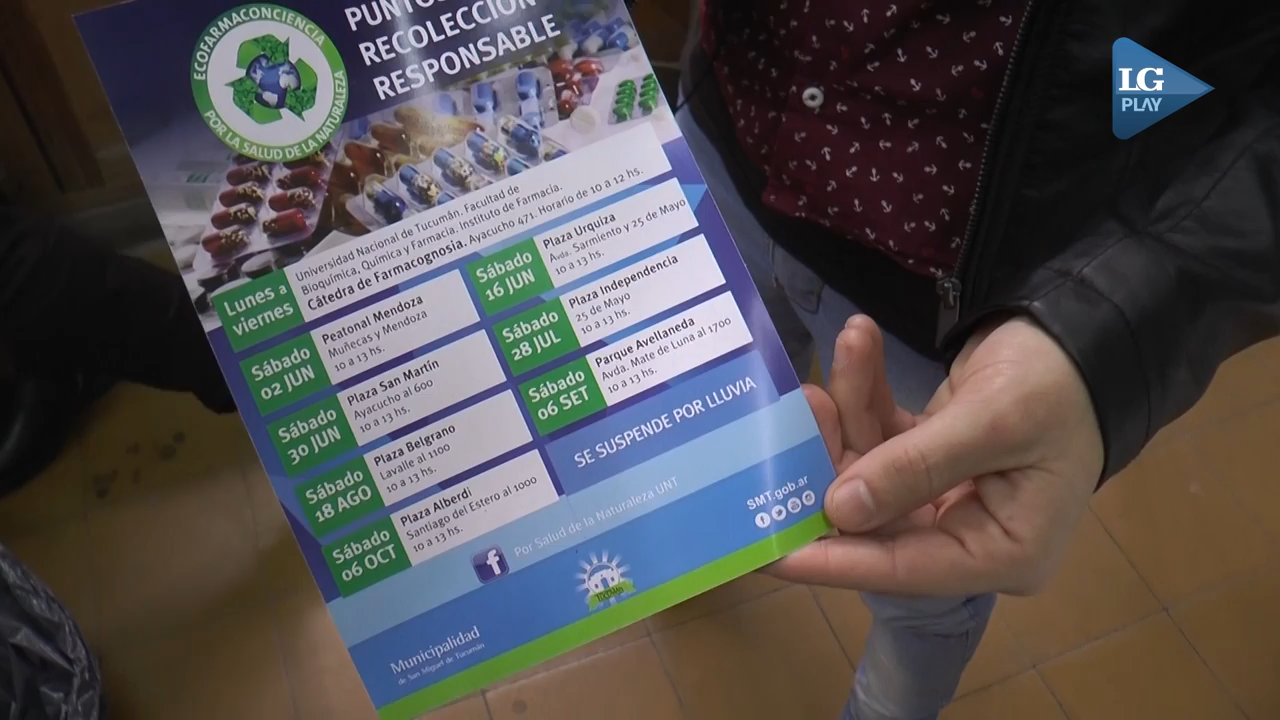 ECOFARMACONCIENCIA
POR LA SALUD DE LA NATURALEZA
PUNTOS
RECOLECCIÓN
RESPONSABLE
LG
PLAY
Lunes a
viernes
Universidad Nacional de Tucumán. Facultad de
Bioquímica, Química y Farmacia. Instituto de Farmacia.
Cátedra de Farmacognosia. Ayacucho 471. Horario de 10 a 12 hs.
Sábado
02 JUN
Peatonal Mendoza
Muñecas y Mendoza
10 a 13 hs.
Sábado
30 JUN
Plaza San Martín
Ayacucho al 600
10 a 13 hs.
Sábado
18 AGO
Plaza Belgrano
Lavalle al 1100
10 a 13 hs.
Sábado
06 OCT
Plaza Alberdi
Santiago del Estero al 1000
10 a 13 hs.
Sábado
16 JUN
Plaza Urquiza
Avda. Sarmiento y 25 de Mayo
10 a 13 hs.
Sábado
28 JUL
Plaza Independencia
25 de Mayo
10 a 13 hs.
Sábado
06 SET
Parque Avellaneda
Avda. Mate de Luna al 1700
10 a 13 hs.
SE SUSPENDE POR LLUVIA
f Por Salud de la Naturaleza UNT
SMT.gob.ar
Municipalidad
de San Miguel de Tucumán